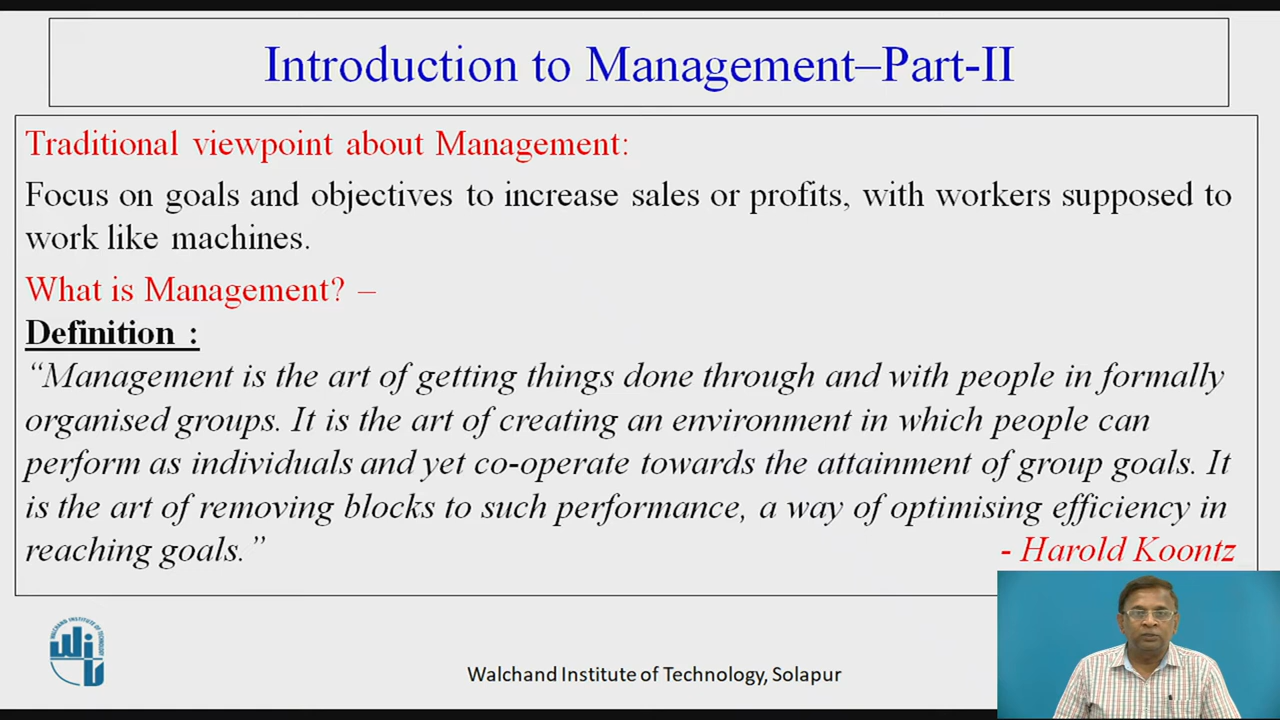 Introduction to Management–Part-II
Traditional viewpoint about Management:
Focus on goals and objectives to increase sales or profits, with workers supposed to
work like machines.
What is Management? –
Definition :
“Management is the art of getting things done through and with people in formally
organised groups. It is the art of creating an environment in which people can
perform as individuals and yet co-operate towards the attainment of group goals. It
is the art of removing blocks to such performance, a way of optimising efficiency in
reaching goals.”
- Harold Koontz
WALCHAND INSTITUTE OF TECHNOLOGY
Walchand Institute of Technology, Solapur